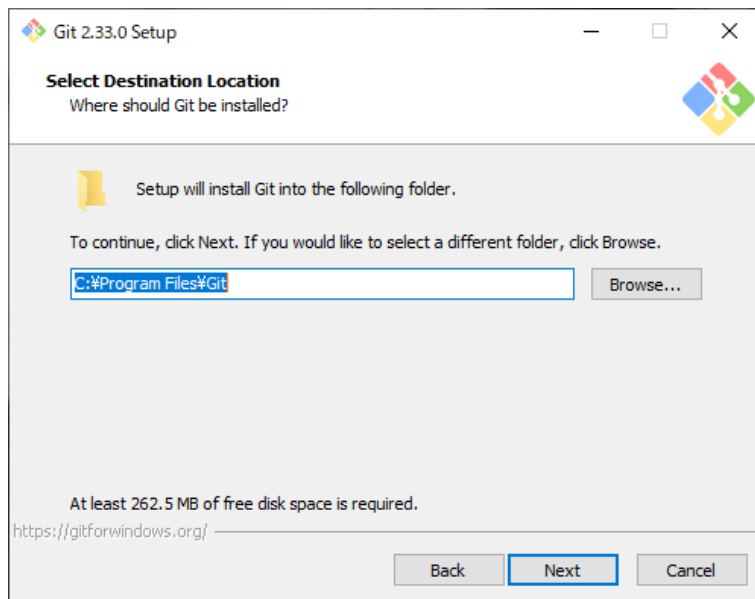 Git 2.33.0 Setup
Select Destination Location
Where should Git be installed?
Setup will install Git into the following folder.
To continue, click Next. If you would like to select a different folder, click Browse.
C:¥Program Files¥Git
Browse...
At least 262.5 MB of free disk space is required.
https://gitforwindows.org/
Back
Next
Cancel